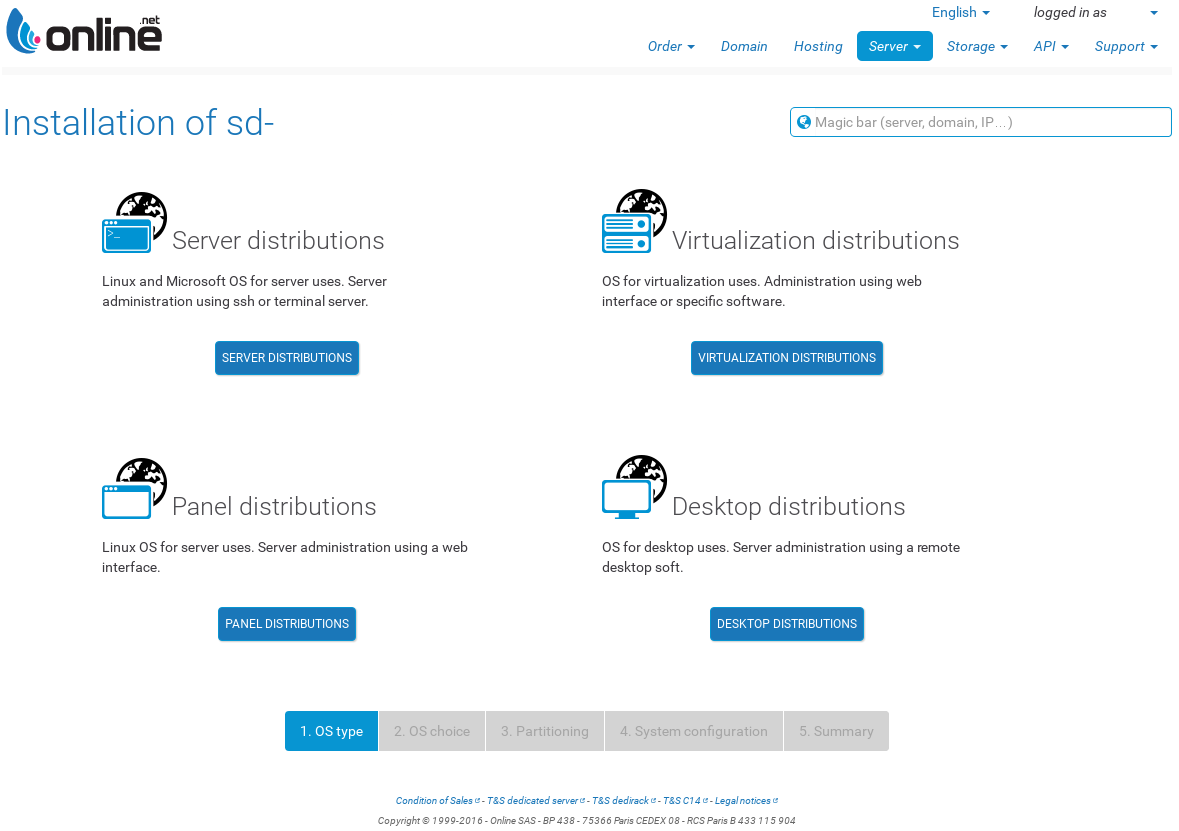 online .net
English logged in as
Order Domain Hosting Server Storage API Support
Installation of sd-
Magic bar (server, domain, IP…)
>_
Server distributions
Linux and Microsoft OS for server uses. Server
administration using ssh or terminal server.
SERVER DISTRIBUTIONS
Virtualization distributions
OS for virtualization uses. Administration using web
interface or specific software.
VIRTUALIZATION DISTRIBUTIONS
Panel distributions
Linux OS for server uses. Server administration using a web
interface.
PANEL DISTRIBUTIONS
Desktop distributions
OS for desktop uses. Server administration using a remote
desktop soft.
DESKTOP DISTRIBUTIONS
1. OS type 2. OS choice 3. Partitioning 4. System configuration 5. Summary
Condition of Sales - T&S dedicated server - T&S dedirack - T&S C14 - Legal notices
Copyright © 1999-2016 - Online SAS - BP 438 - 75366 Paris CEDEX 08 - RCS Paris B 433 115 904